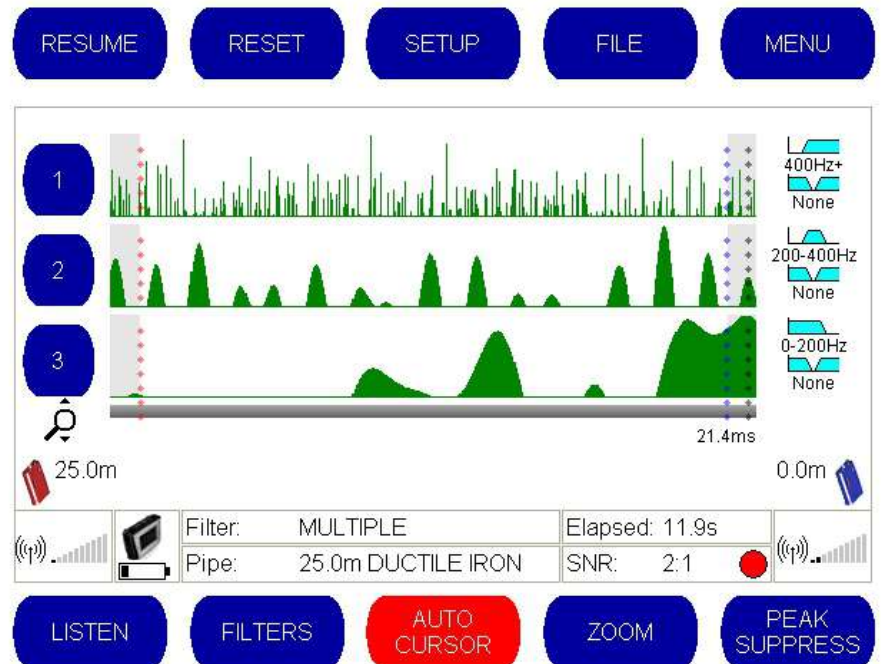 RESUME
RESET
SETUP
FILE
MENU
1
400Hz+
None
2
200-400Hz
None
3
0-200Hz
None
21.4ms
25.0m
0.0m
Filter: MULTIPLE
Elapsed: 11.9s
Pipe: 25.0m DUCTILE IRON
SNR: 2:1
LISTEN
FILTERS
AUTO
CURSOR
ZOOM
PEAK
SUPPRESS